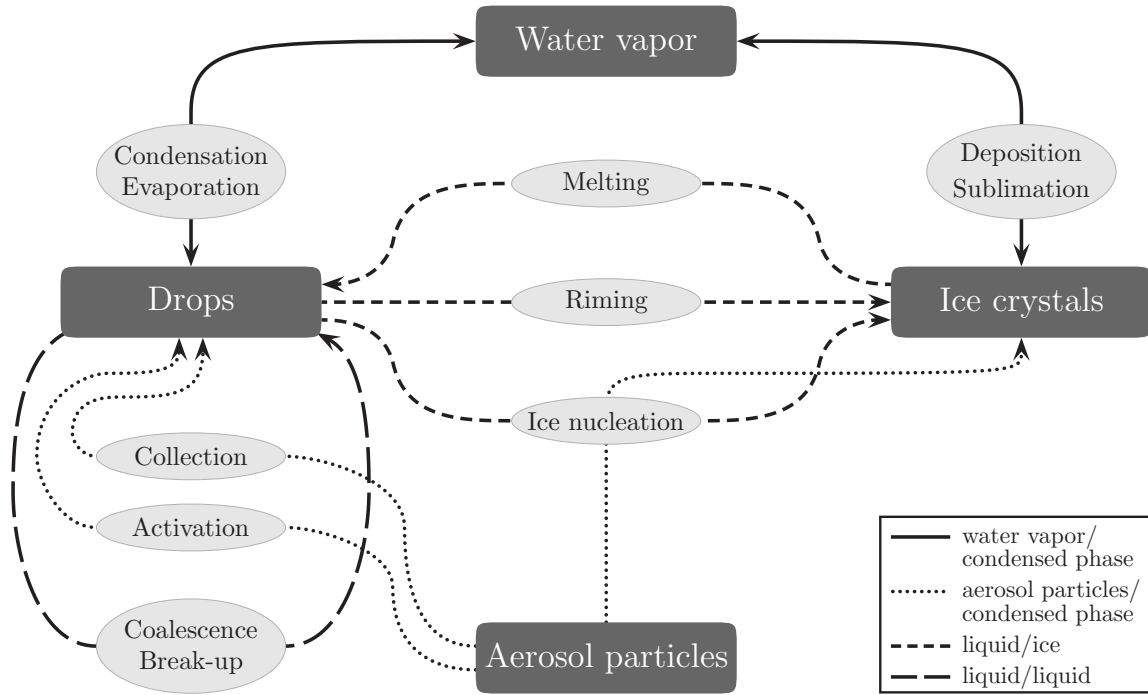 Water vapor
Condensation
Evaporation
Deposition
Sublimation
Melting
Drops
Riming
Ice crystals
Ice nucleation
Collection
Activation
Coalescence
Break-up
Aerosol particles
water vapor/
condensed phase
aerosol particles/
condensed phase
liquid/ice
liquid/liquid